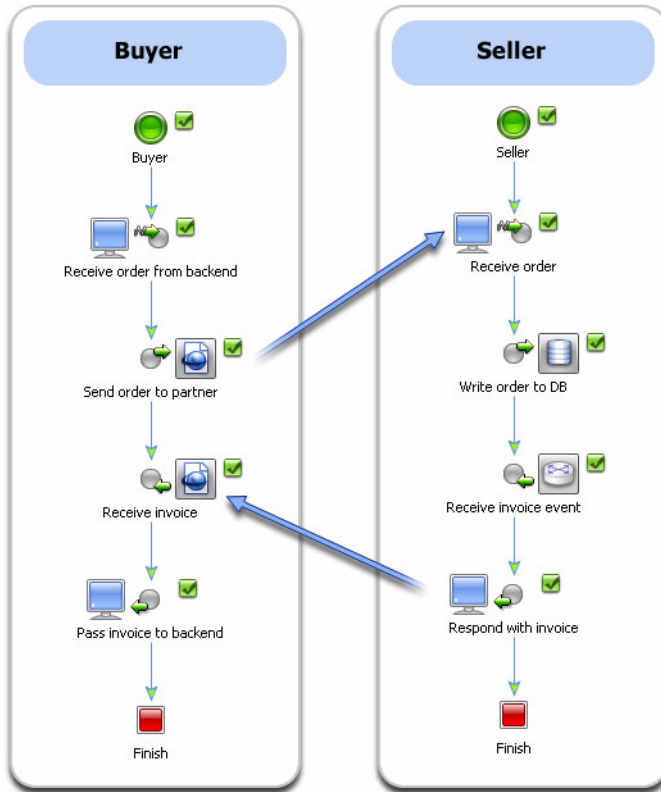 Buyer
Buyer
Receive order from backend
Send order to partner
Receive invoice
Pass invoice to backend
Finish
Seller
Seller
Receive order
Write order to DB
Receive invoice event
Respond with invoice
Finish